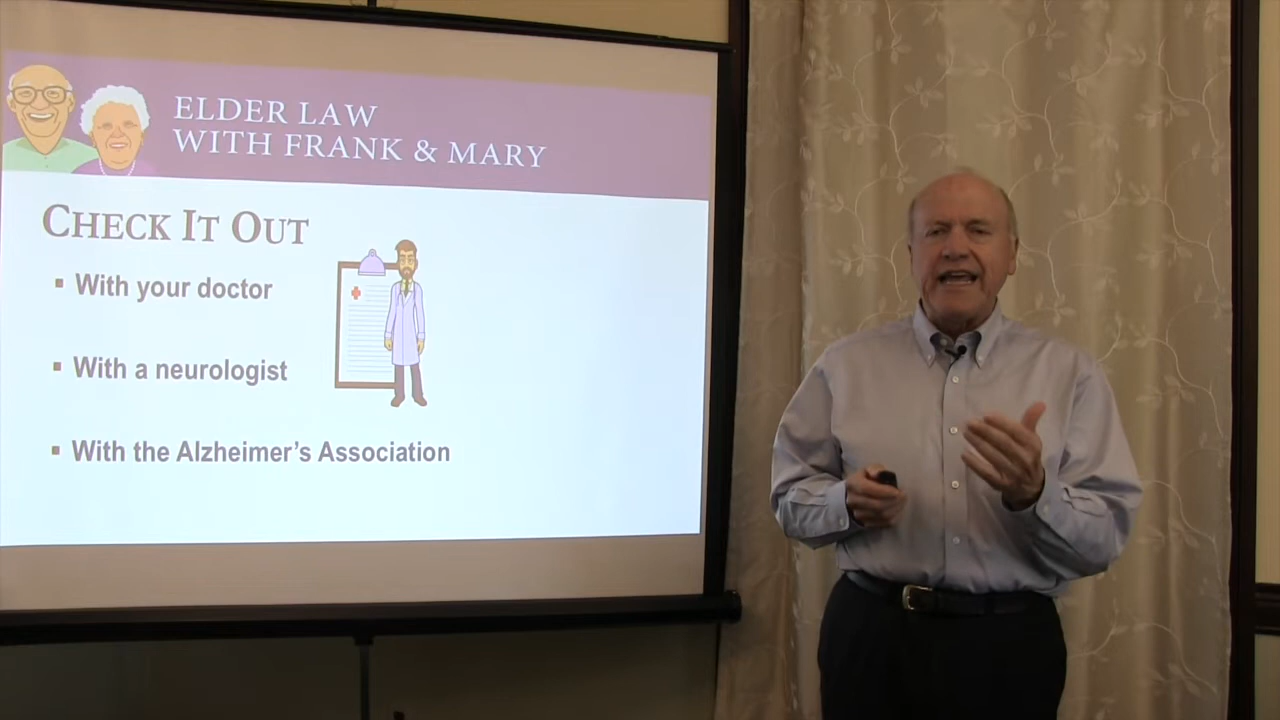 ELDER LAW
WITH FRANK & MARY
CHECK IT OUT
▪ With your doctor
▪ With a neurologist
▪ With the Alzheimer's Association